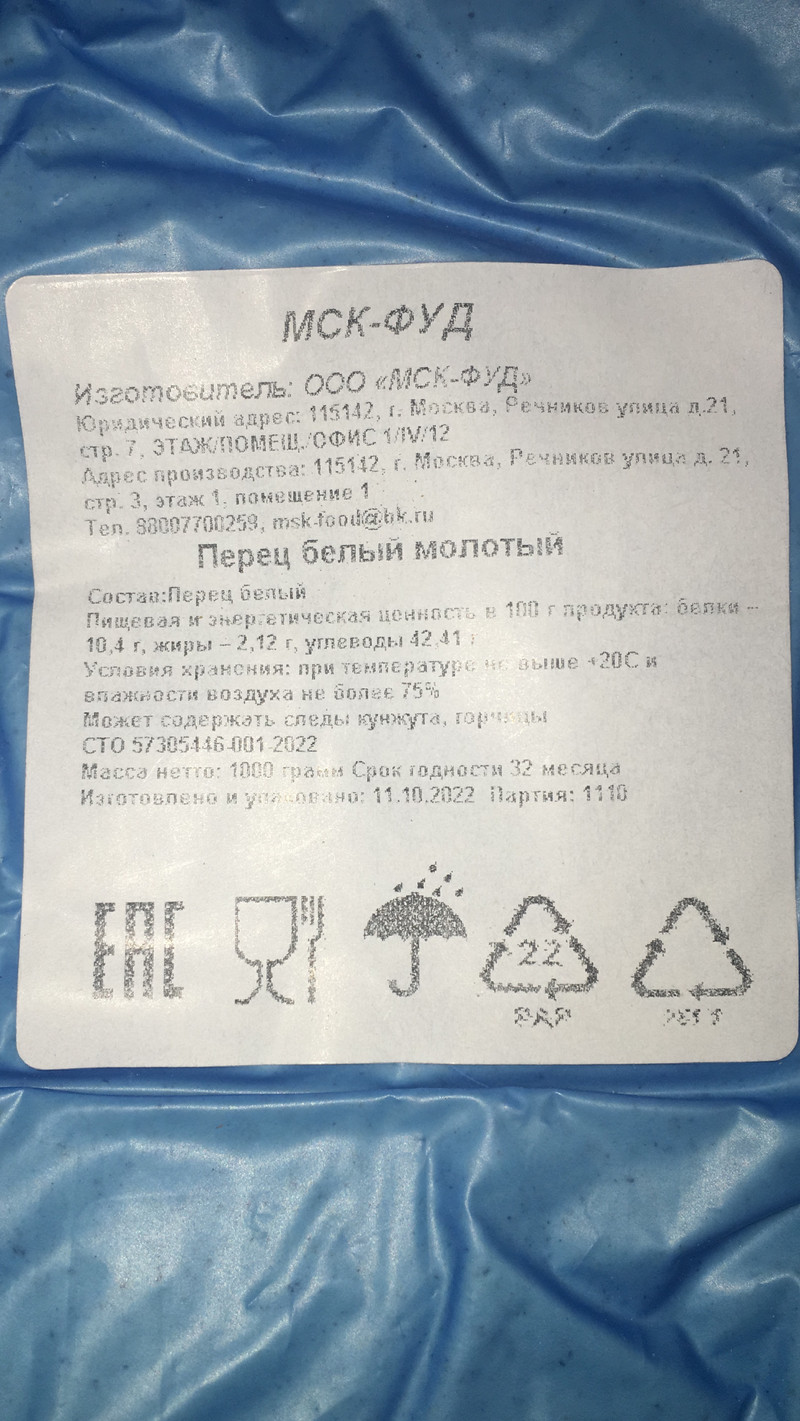 МСК-ФУД
Изготовитель: ООО «МСК-ФУД»
Юридический адрес: 115142, г. Москва, Речников улица д.21,
стр. 7, ЭТАЖ/ПОМЕЩ./ОФИС 1/IV/12
Адрес производства: 115142, г. Москва, Речников улица д. 21,
стр. 3, этаж 1, помещение 1
Тел. 88007700259, msk-food@bk.ru
Перец белый молотый
Состав:Перец белый
Пищевая и энергетическая ценность в 100 г продукта: белки –
10,4 г, жиры – 2,12 г, углеводы 42,41 г
Условия хранения: при температуре не выше +20С и
влажности воздуха не более 75%
Может содержать следы кунжута, горчицы
СТО 57305446-001-2022
Масса нетто: 1000 грамм Срок годности 32 месяца
Изготовлено и упаковано: 11.10.2022 Партия: 1110
EAC
22
PAP